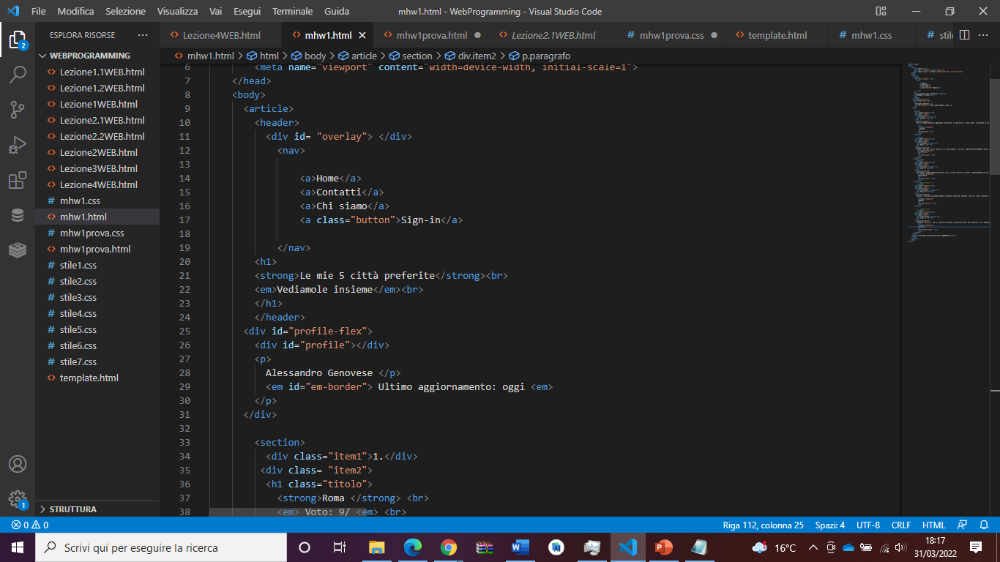 File Modifica Selezione Visualizza Vai Esegui Terminale Guida mhw1.html - WebProgramming - Visual Studio Code
ESPLORA RISORSE ··· Lezione4WEB.html mhw1.html mhw1prova.html Lezione2.1WEB.html mhw1prova.css template.html mhw1.css stile
2
WEBPROGRAMMING
Lezione1.1WEB.html
Lezione1.2WEB.html
Lezione1WEB.html
Lezione2.1WEB.html
Lezione2.2WEB.html
Lezione2WEB.html
Lezione3WEB.html
Lezione4WEB.html
# mhw1.css
mhw1.html
# mhw1prova.css
mhw1prova.html
# stile1.css
# stile2.css
# stile3.css
# stile4.css
# stile5.css
# stile6.css
# stile7.css
template.html
STRUTTURA
1
mhw1.html > html > body > article > section > div.item2 > p.paragrafo
6 <meta name="viewport" content="width=device-width, initial-scale=1">
7 </head>
8 <body>
9 <article>
10 <header>
11 <div id= "overlay"> </div>
12 <nav>
13
14 <a>Home</a>
15 <a>Contatti</a>
16 <a>Chi siamo</a>
17 <a class="button">Sign-in</a>
18
19 </nav>
20 <h1>
21 <strong>Le mie 5 città preferite</strong><br>
22 <em>Vediamole insieme</em><br>
23 </h1>
24 </header>
25 <div id="profile-flex">
26 <div id="profile"></div>
27 <p>
28 Alessandro Genovese </p>
29 <em id="em-border"> Ultimo aggiornamento: oggi <em>
30 </p>
31 </div>
32
33 <section>
34 <div class="item1">1.</div>
35 <div class= "item2">
36 <h1 class="titolo">
37 <strong>Roma </strong> <br>
38 <em> Voto: 9/ <em> <br>
0 0 Riga 112, colonna 25 Spazi: 4 UTF-8 CRLF HTML
Scrivi qui per eseguire la ricerca 16°C 18:17
31/03/2022